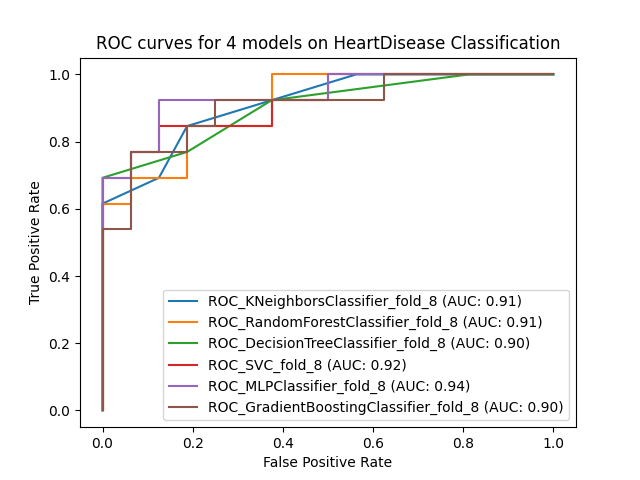 ROC curves for 4 models on HeartDisease Classification
1.0
0.8
0.6
0.4
0.2
0.0
True Positive Rate
ROC_KNeighborsClassifier_fold_8 (AUC: 0.91)
ROC_RandomForestClassifier_fold_8 (AUC: 0.91)
ROC_DecisionTreeClassifier_fold_8 (AUC: 0.90)
ROC_SVC_fold_8 (AUC: 0.92)
ROC_MLPClassifier_fold_8 (AUC: 0.94)
ROC_GradientBoostingClassifier_fold_8 (AUC: 0.90)
0.0 0.2 0.4 0.6 0.8 1.0
False Positive Rate